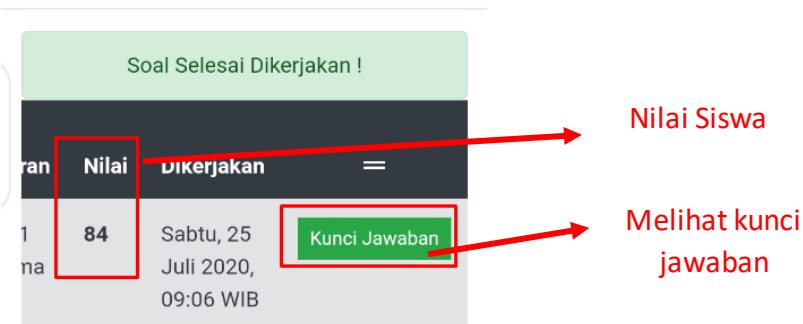 Soal Selesai Dikerjakan !
Nilai Siswa
ran Nilai Dikerjakan
1 84 Sabtu, 25 Kunci Jawaban
ma Juli 2020,
09:06 WIB
Melihat kunci
jawaban